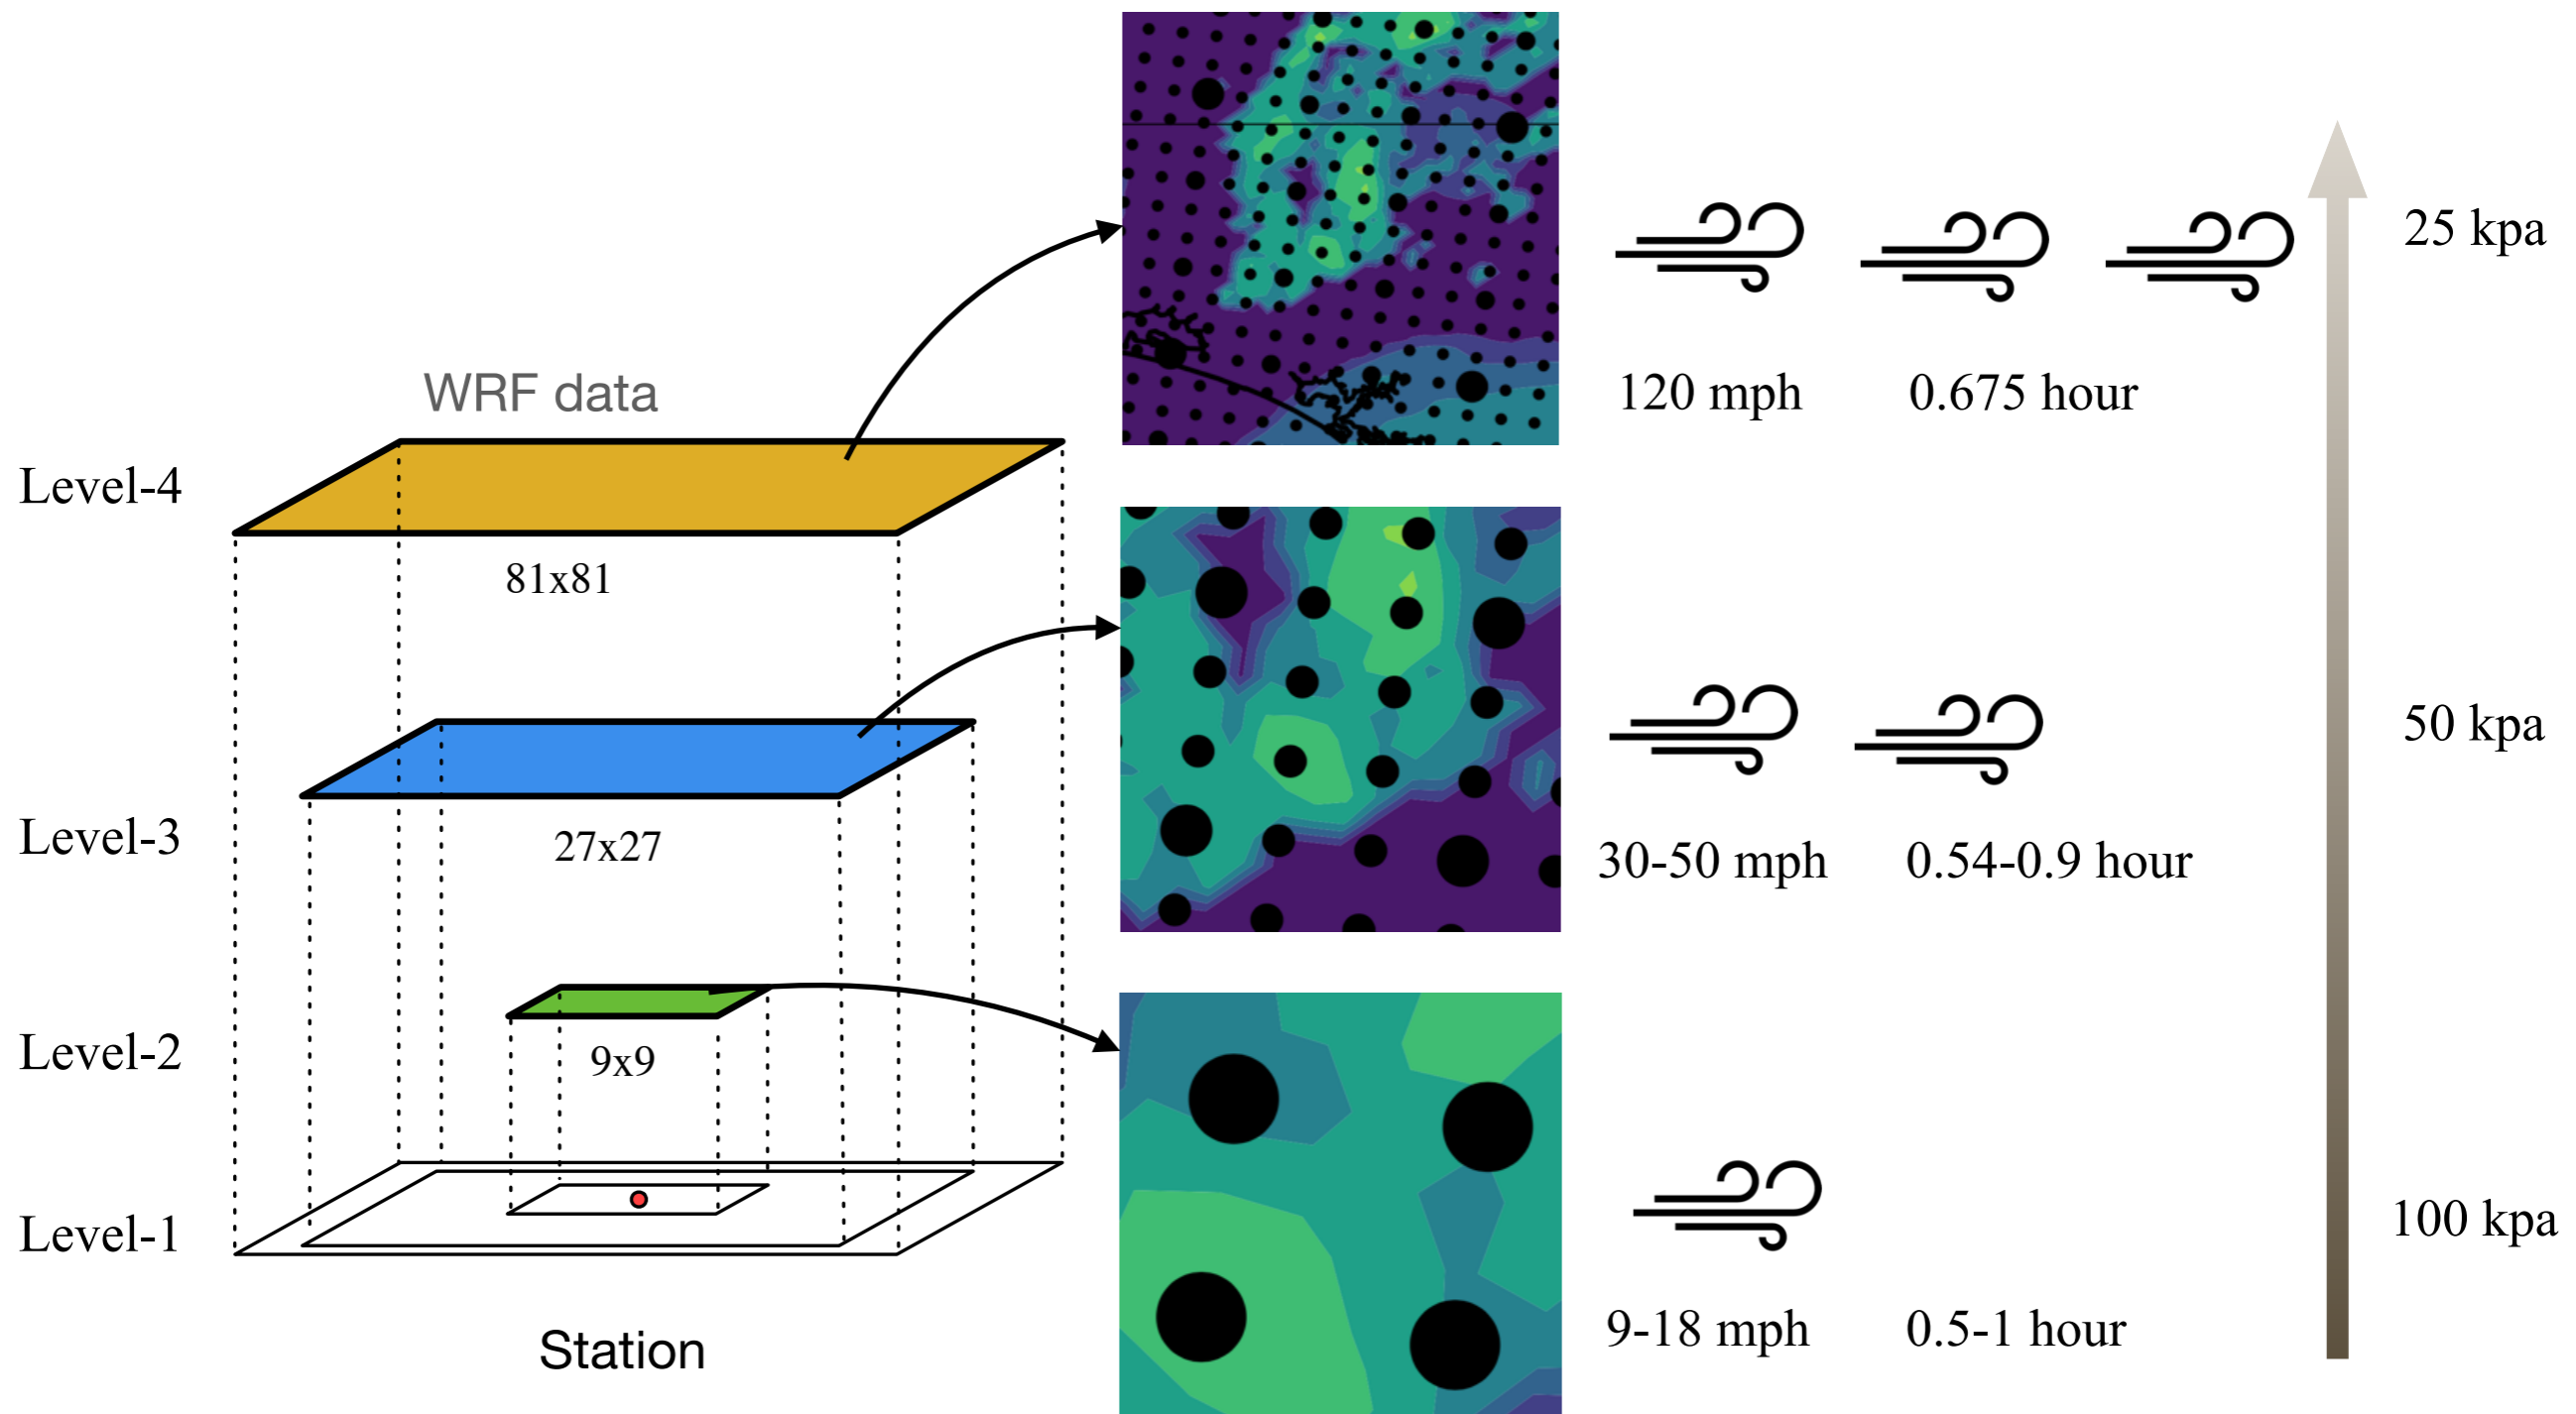 WRF data
Level-4
81x81
Level-3
27x27
Level-2
9x9
Level-1
Station
120 mph
0.675 hour
25 kpa
30-50 mph
0.54-0.9 hour
50 kpa
9-18 mph
0.5-1 hour
100 kpa